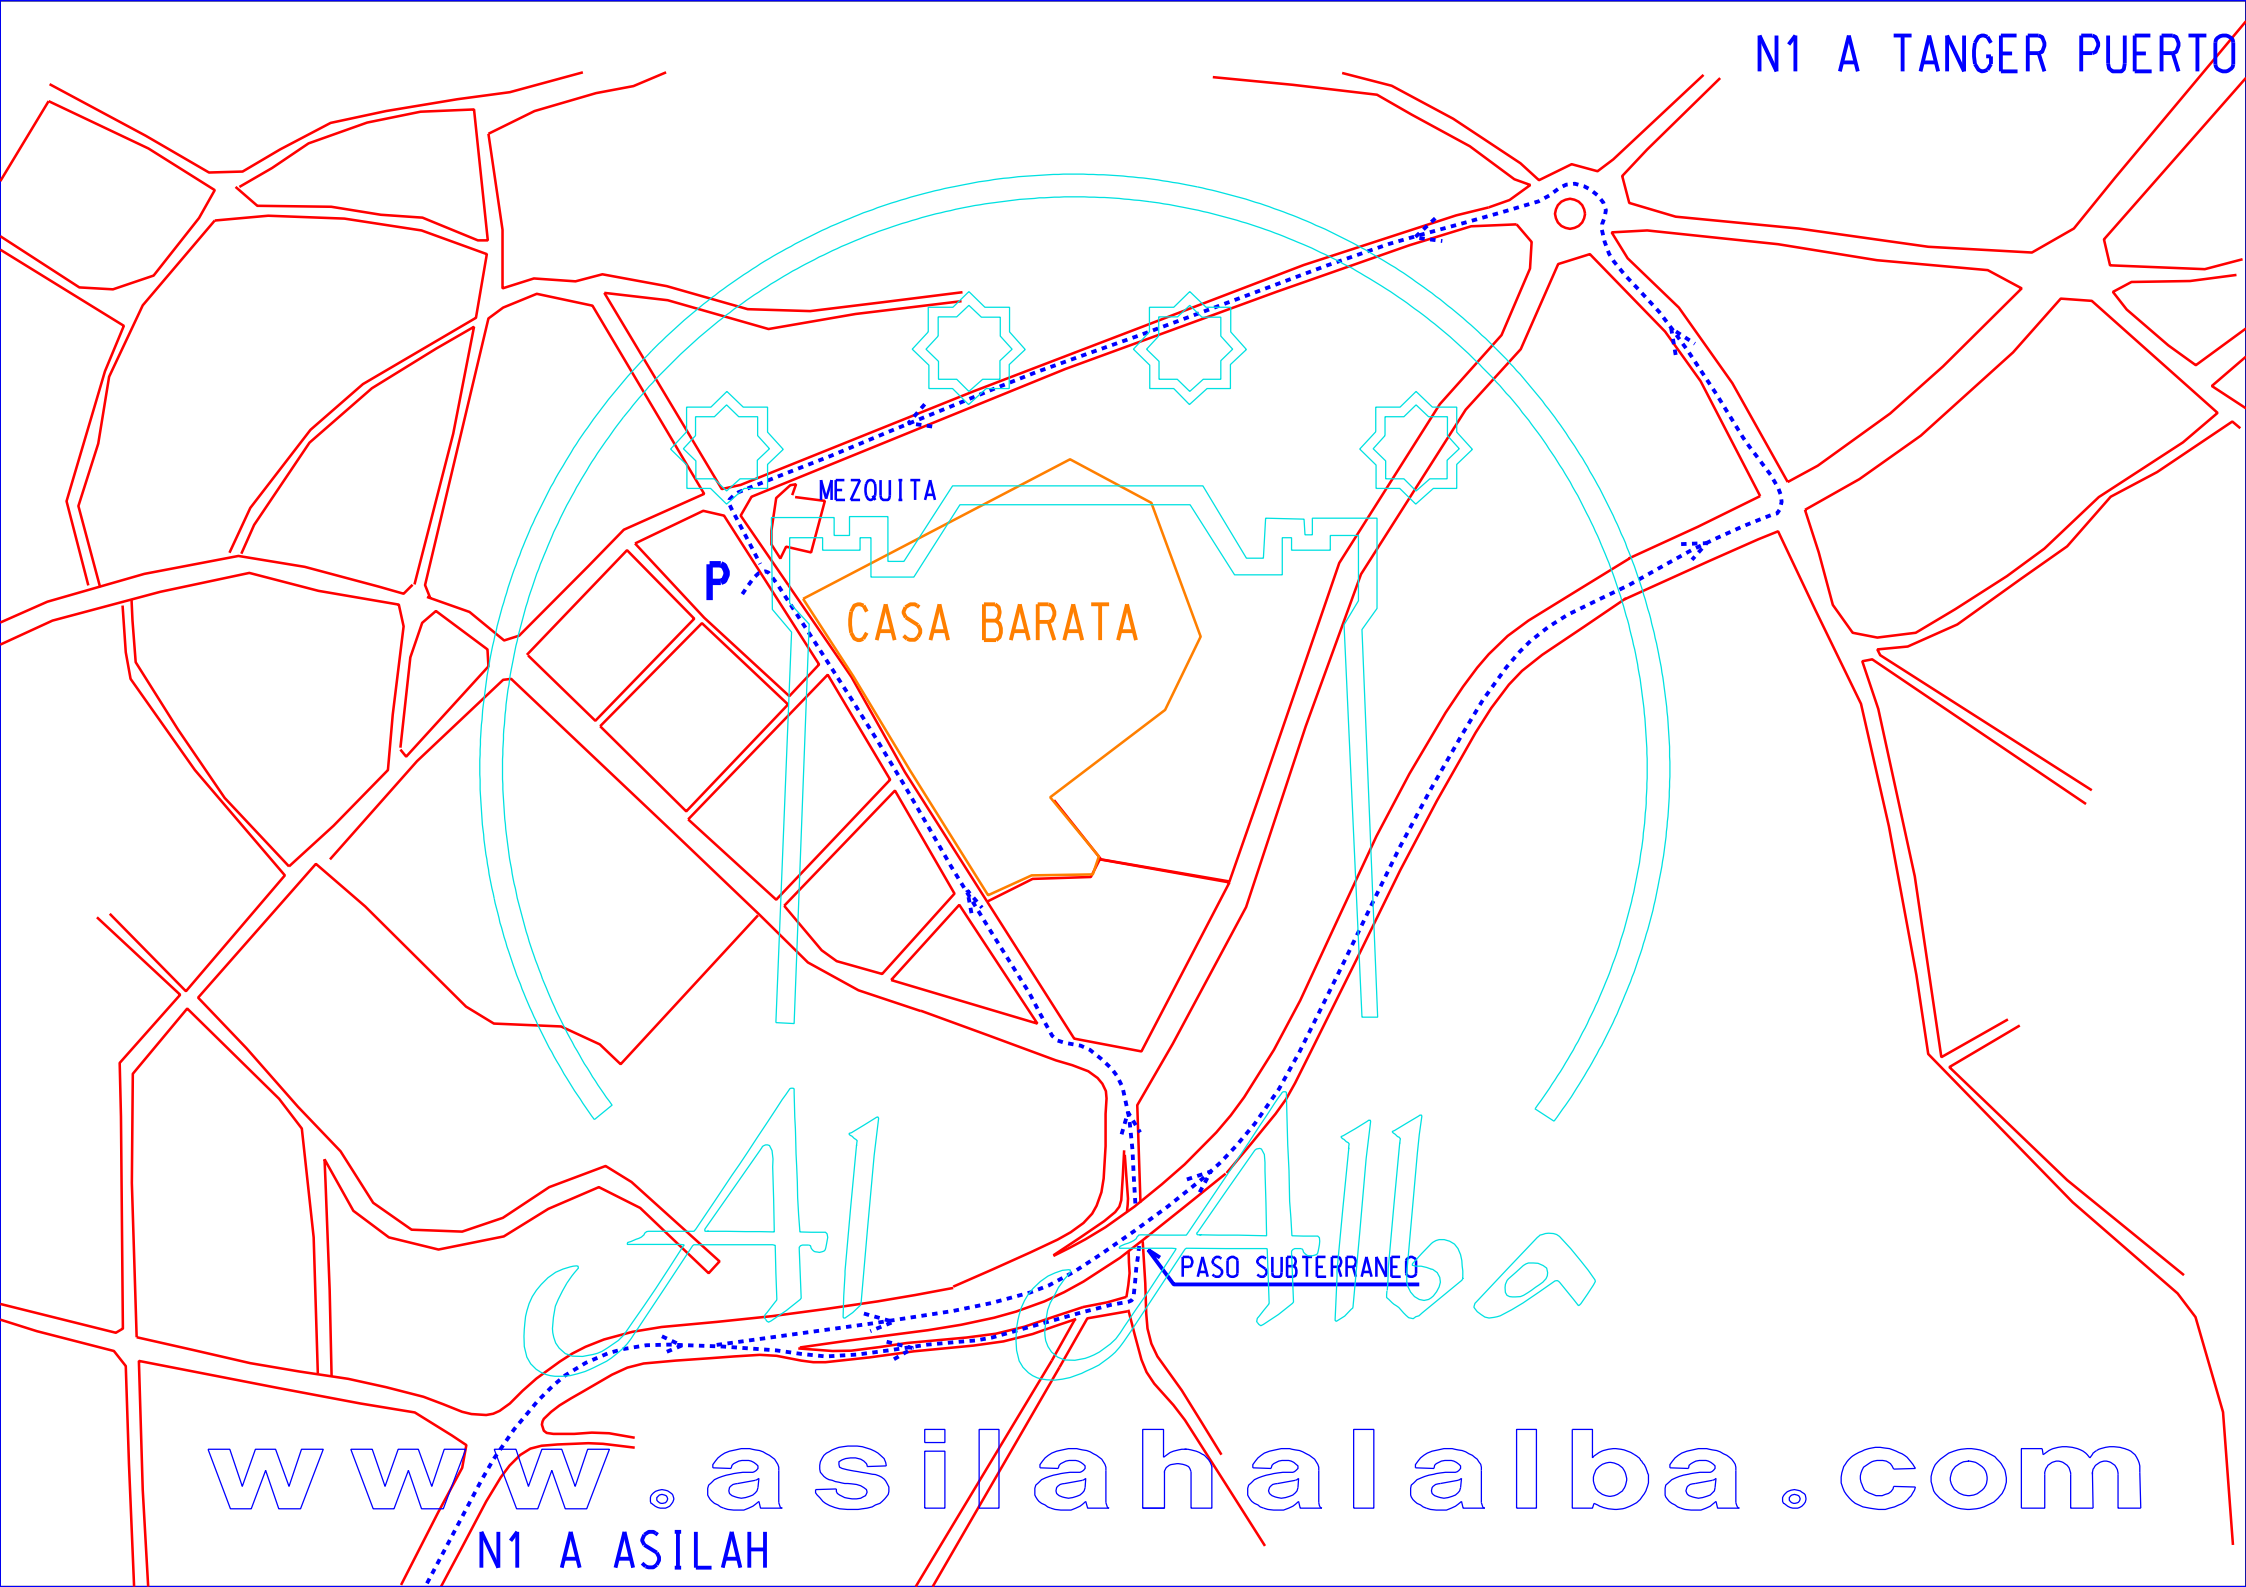 N1 A TANGER PUERTO
MEZQUITA
P
CASA BARATA
Al Alba
PASO SUBTERRANEO
www.asilahalalba.com
N1 A ASILAH